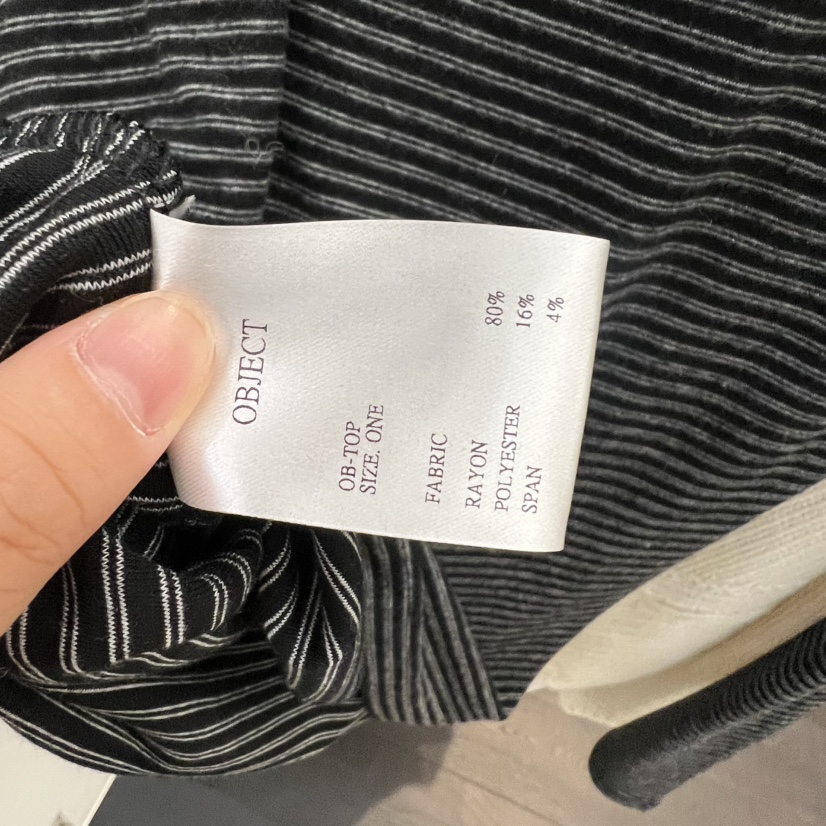 OBJECT
OB-TOP
SIZE. ONE
FABRIC
RAYON 80%
POLYESTER 16%
SPAN 4%